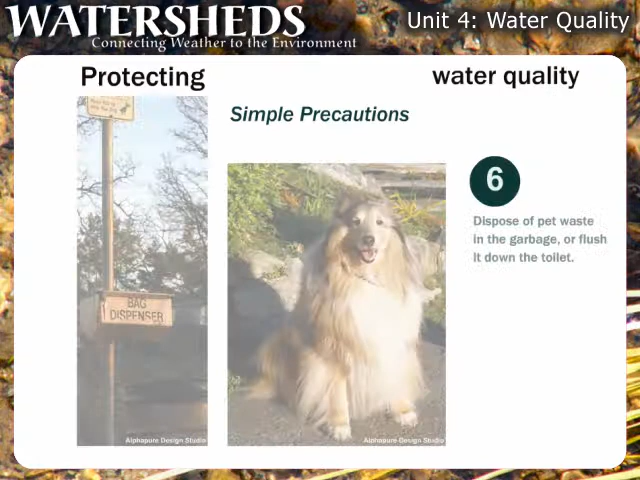 WATERSHEDS
Connecting Weather to the Environment
Unit 4: Water Quality
Protecting water quality
Simple Precautions
6
Dispose of pet waste
in the garbage, or flush
it down the toilet.
BAG
DISPENSER
Alphapure Design Studio
Alphapure Design Studio